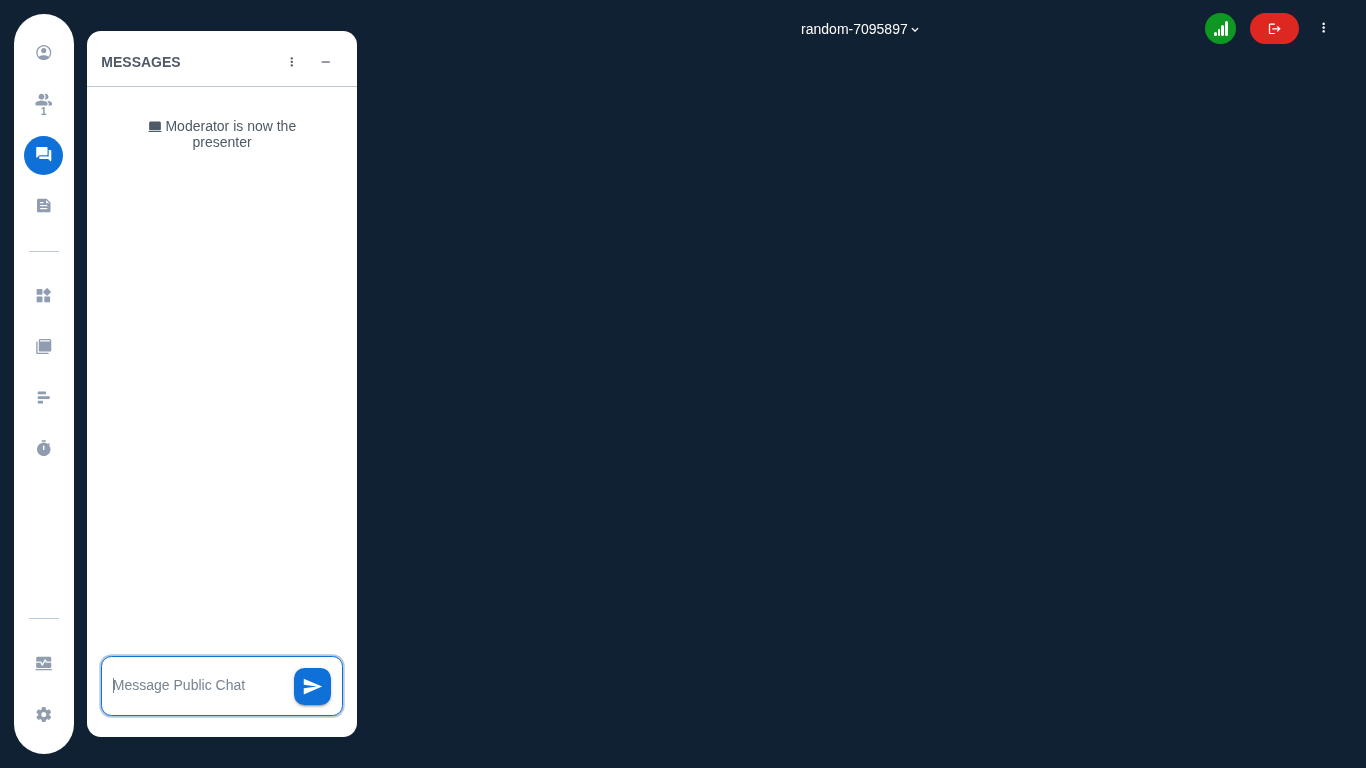 random-7095897
MESSAGES
1
Moderator is now the
presenter
Message Public Chat